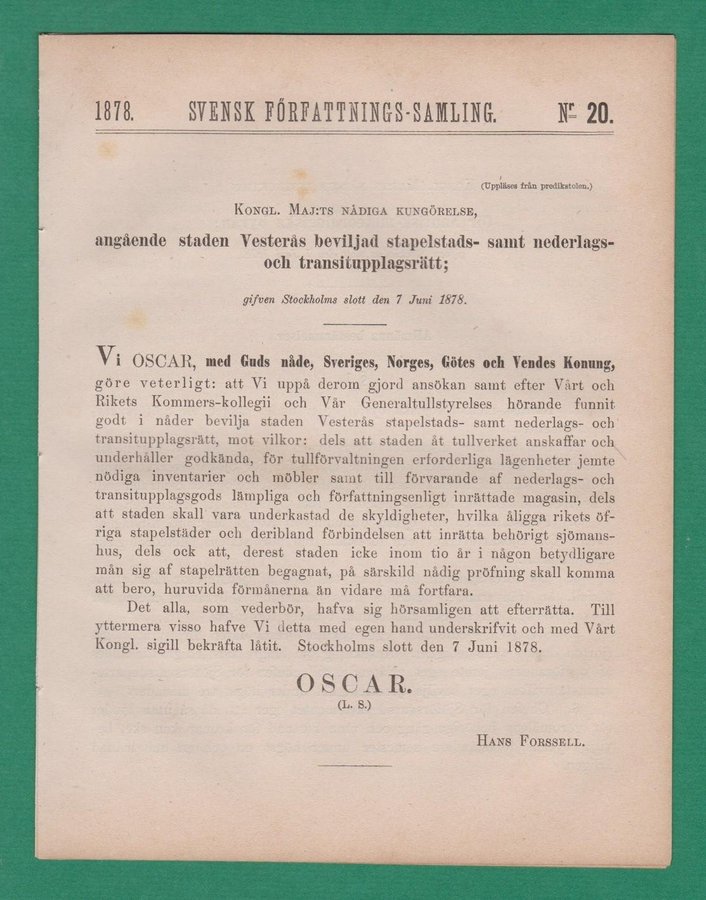 1878. SVENSK FÖRFATTNINGS-SAMLING. Nr 20.
(Uppläses från predikstolen.)
KONGL. MAJ:TS NÅDIGA KUNGÖRELSE,
angående staden Vesterås beviljad stapelstads- samt nederlags-
och transitupplagsrätt;
gifven Stockholms slott den 7 Juni 1878.
Vi OSCAR, med Guds nåde, Sveriges, Norges, Götes och Vendes Konung,
göre veterligt: att Vi uppå derom gjord ansökan samt efter Vårt och
Rikets Kommers-kollegii och Vår Generaltullstyrelses hörande funnit
godt i nåder bevilja staden Vesterås stapelstads- samt nederlags- och
transitupplagsrätt, mot vilkor: dels att staden åt tullverket anskaffar och
underhåller godkända, för tullförvaltningen erforderliga lägenheter jemte
nödiga inventarier och möbler samt till förvarande af nederlags- och
transitupplagsgods lämpliga och författningsenligt inrättade magasin, dels
att staden skall vara underkastad de skyldigheter, hvilka åligga rikets öf-
riga stapelstäder och deribland förbindelsen att inrätta behörigt sjömans-
hus, dels ock att, derest staden icke inom tio år i någon betydligare
mån sig af stapelrätten begagnat, på särskild nådig pröfning skall komma
att bero, huruvida förmånerna än vidare må fortfara.
Det alla, som vederbör, hafva sig hörsamligen att efterrätta. Till
yttermera visso hafve Vi detta med egen hand underskrifvit och med Vårt
Kongl. sigill bekräfta låtit. Stockholms slott den 7 Juni 1878.
OSCAR.
(L. S.)
HANS FORSSELL.